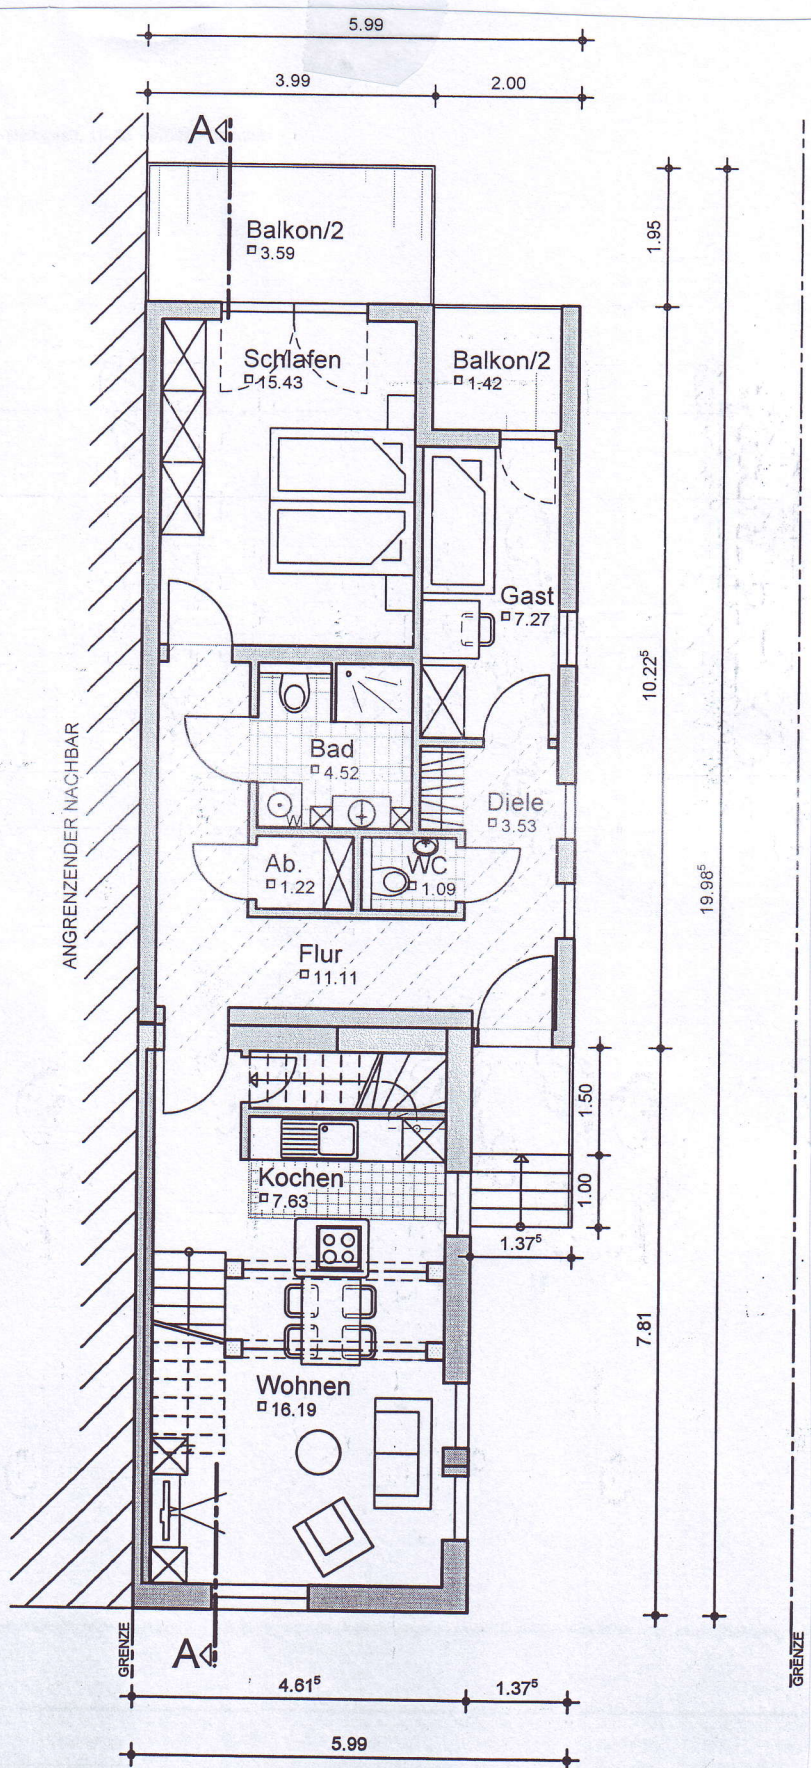 5.99
3.99
2.00
A
Balkon/2
3.59
1.95
Schlafen
15.43
Balkon/2
1.42
Gast
7.27
10.22⁵
ANGRENZENDER NACHBAR
Bad
4.52
W
Diele
3.53
Ab.
1.22
WC
1.09
19.98⁵
Flur
11.11
1.50
Kochen
7.63
1.00
1.37⁵
7.81
Wohnen
16.19
GRENZE
A
GRENZE
4.61⁵
1.37⁵
5.99